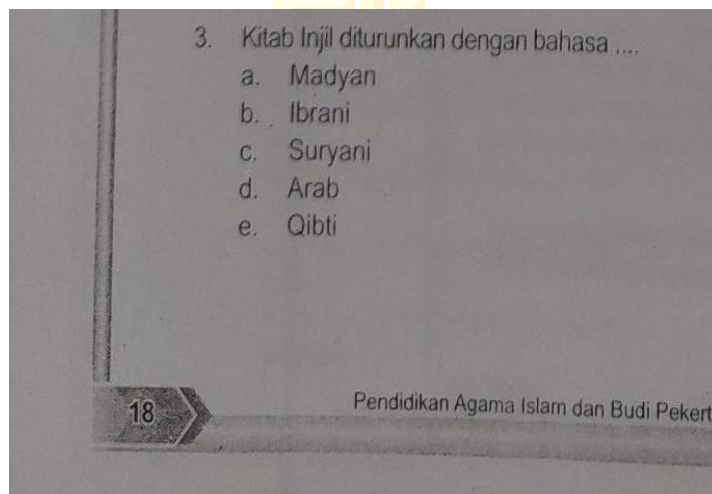 3. Kitab Injil diturunkan dengan bahasa ....
a. Madyan
b. Ibrani
c. Suryani
d. Arab
e. Qibti
18
Pendidikan Agama Islam dan Budi Pekert